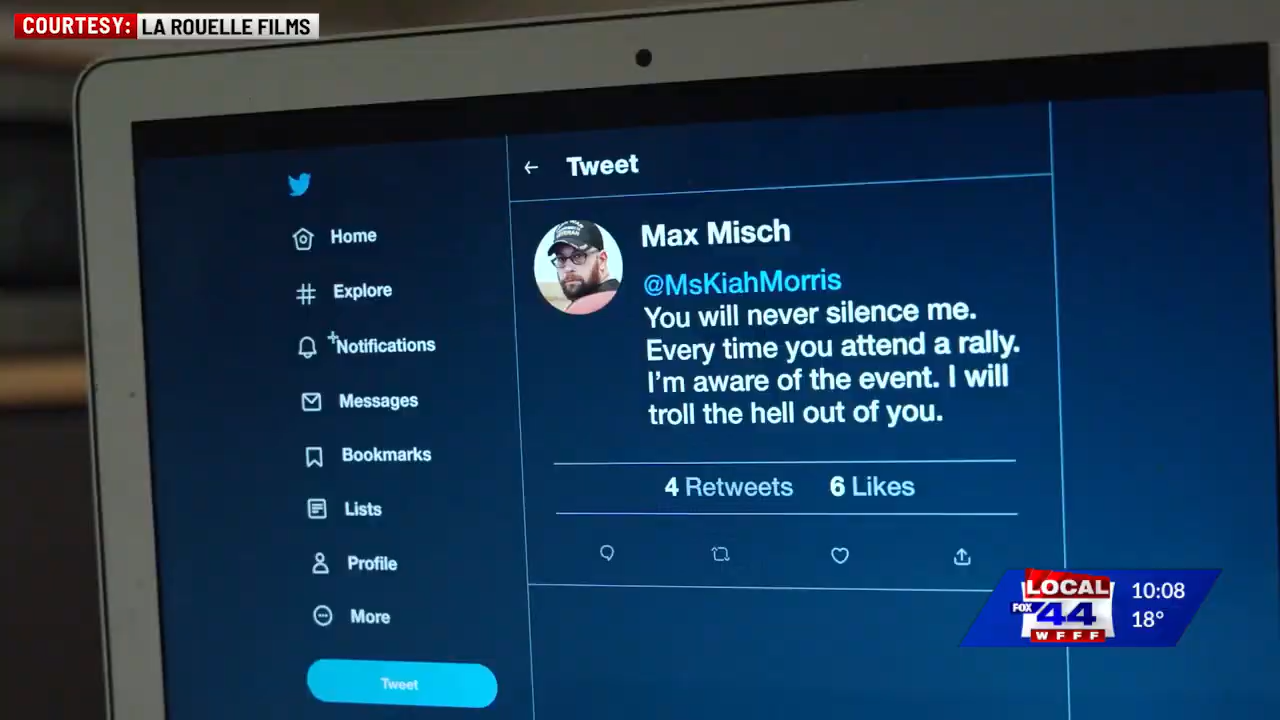 COURTESY: LA ROUELLE FILMS
Tweet
Home
Explore
Notifications
Messages
Bookmarks
Lists
Profile
More
Tweet
Max Misch
@MsKiahMorris
You will never silence me.
Every time you attend a rally.
I'm aware of the event. I will
troll the hell out of you.
4 Retweets 6 Likes
LOCAL
FOX 44
WFFF
10:08
18°